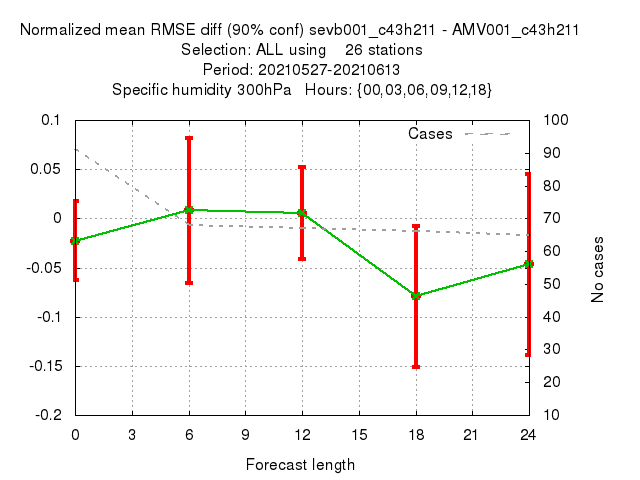 Normalized mean RMSE diff (90% conf) sevb001_c43h211 - AMV001_c43h211
Selection: ALL using    26 stations
Period: 20210527-20210613
Specific humidity 300hPa   Hours: {00,03,06,09,12,18}
Cases
0.1
0.05
0
-0.05
-0.1
-0.15
-0.2
100
90
80
70
60
50
40
30
20
10
No cases
0 3 6 9 12 15 18 21 24
Forecast length